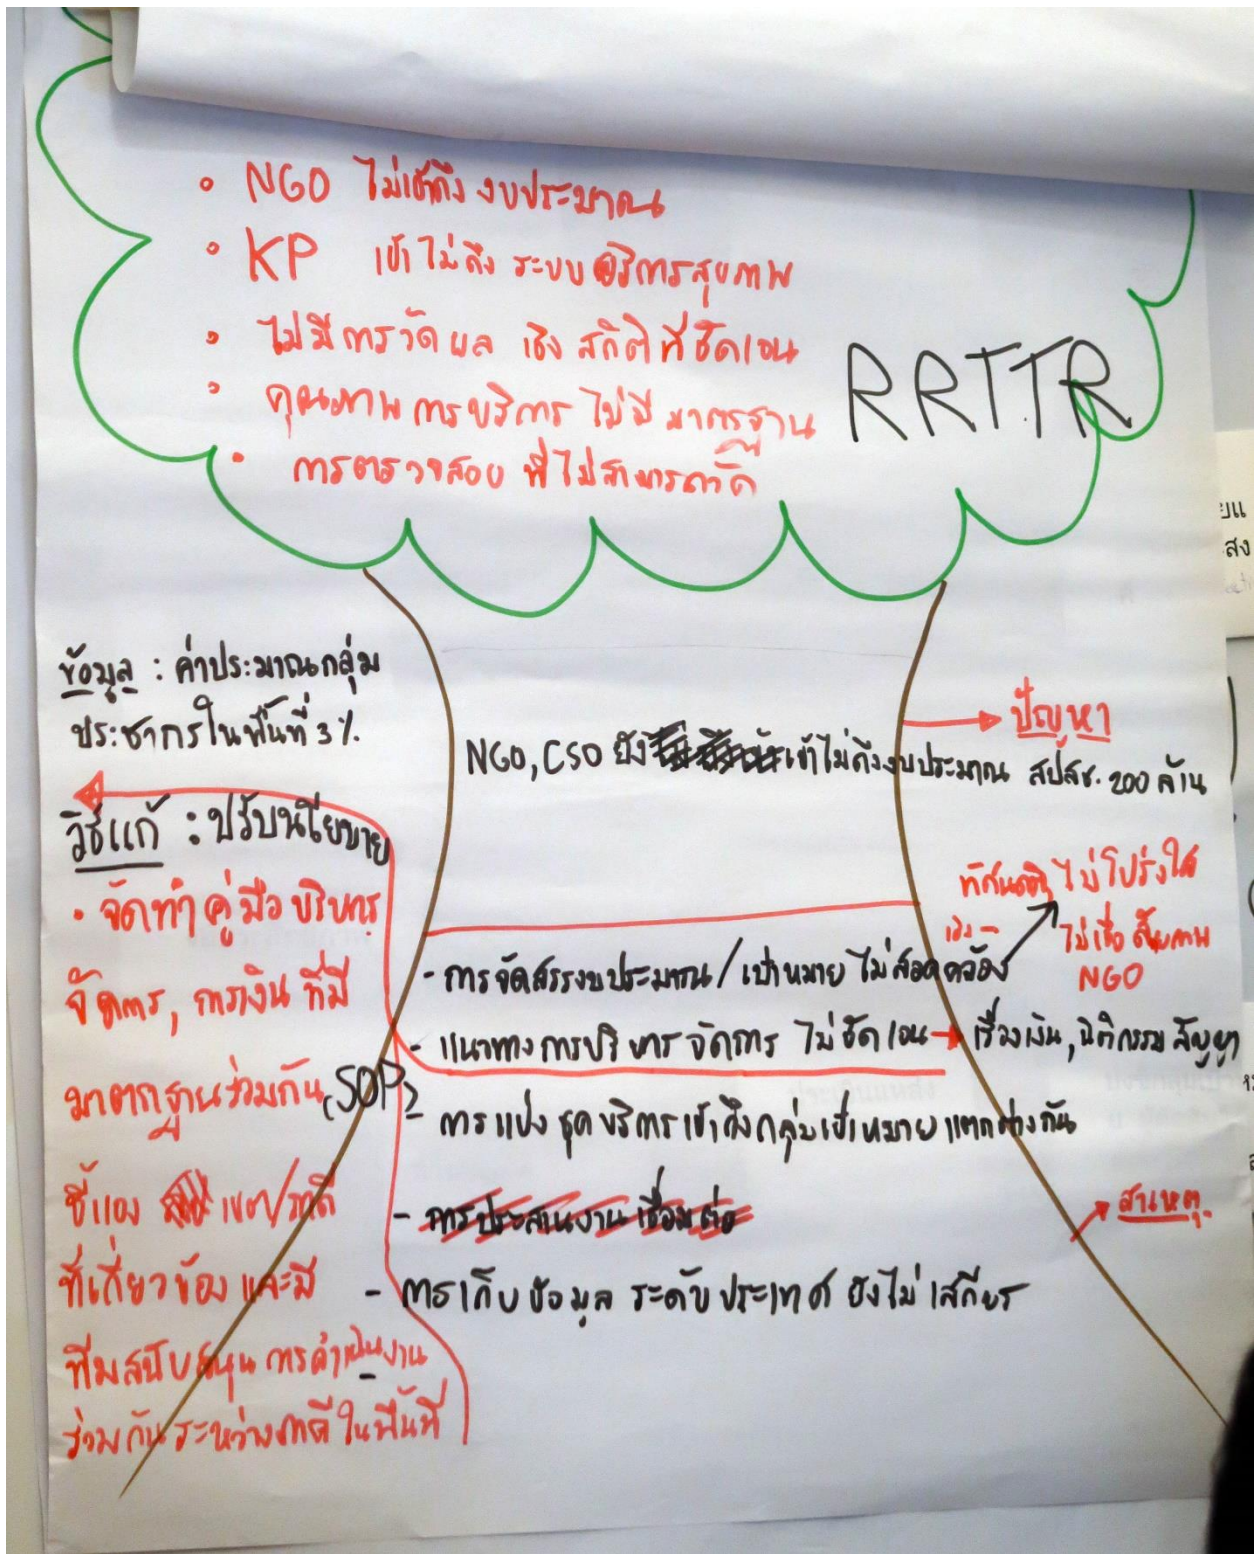 • NGO ไม่เข้าถึง งบประมาณ
• KP เข้าไม่ถึง ระบบบริการสุขภาพ
• ไม่มีการวัดผล เชิงสถิติที่ชัดเจน
• คุณภาพการบริการ ไม่มีมาตรฐาน
• การตรวจสอบ ที่ไม่สามารถวัด
RRTTR
ข้อมูล : ค่าประมาณกลุ่ม
ประชากรในพื้นที่ 3%.
→ ปัญหา
NGO, CSO ยังเข้าไม่ถึงงบประมาณ สปสช. 200 ล้าน
วิธีแก้ : ปรับนโยบาย
• จัดทำคู่มือบริหาร
จัดการ, การเงิน ที่มี
มาตรฐานร่วมกัน (SOP)
ชี้แจง เขต/ภาคี
ที่เกี่ยวข้อง และมี
ทีมสนับสนุน การดำเนินงาน
ร่วมกันระหว่างภาคีในพื้นที่
ทัศนคติ ไม่โปร่งใส
เชิง - ไม่เชื่อ
NGO
- การจัดสรรงบประมาณ / เป้าหมาย ไม่สอดคล้อง
- แนวทางการบริหาร จัดการ ไม่ชัดเจน → เรื่องเงิน, นิติกรรม สัญญา
- การแบ่ง ชุดบริการเข้าถึงกลุ่มเป้าหมาย แตกต่างกัน
- การประสานงาน เชื่อมต่อ
→ สาเหตุ
- การเก็บข้อมูล ระดับ ประเทศ ยังไม่เสถียร